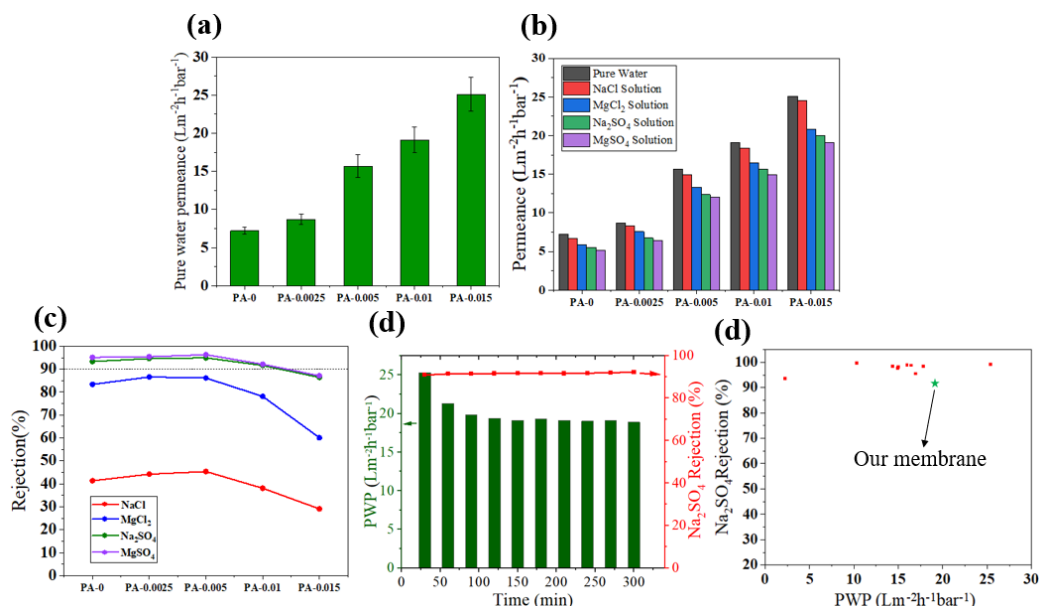 (a)
Pure water permeance (Lm⁻²h⁻¹bar⁻¹)
30
25
20
15
10
5
0
PA-0 PA-0.0025 PA-0.005 PA-0.01 PA-0.015
(b)
Permeance (Lm⁻²h⁻¹bar⁻¹)
30
25
20
15
10
5
0
Pure Water
NaCl Solution
MgCl₂ Solution
Na₂SO₄ Solution
MgSO₄ Solution
PA-0 PA-0.0025 PA-0.005 PA-0.01 PA-0.015
(c)
Rejection(%)
100
90
80
70
60
50
40
30
20
10
0
NaCl
MgCl₂
Na₂SO₄
MgSO₄
PA-0 PA-0.0025 PA-0.005 PA-0.01 PA-0.015
(d)
PWP (Lm⁻²h⁻¹bar⁻¹)
25
20
15
10
5
0
0 50 100 150 200 250 300
Time (min)
100
80
60
40
20
0
Na₂SO₄ Rejection (%)
(d)
Na₂SO₄Rejection (%)
110
100
90
80
70
60
50
40
30
20
Our membrane
0 5 10 15 20 25 30
PWP (Lm⁻²h⁻¹bar⁻¹)